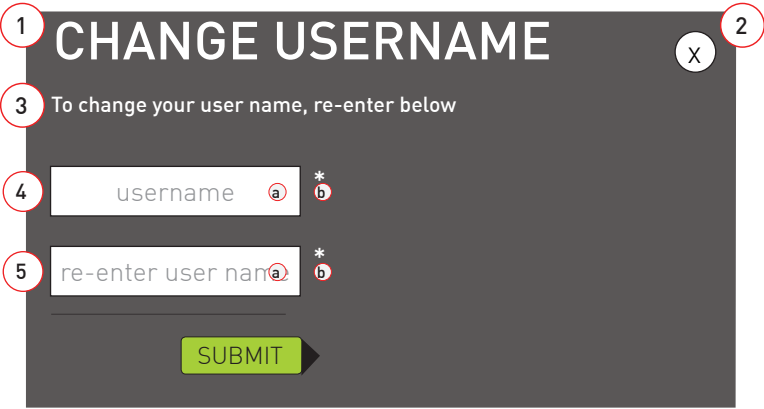 1 CHANGE USERNAME 2
X
3 To change your user name, re-enter below
*
4 username a b
*
5 re-enter user name a b
SUBMIT